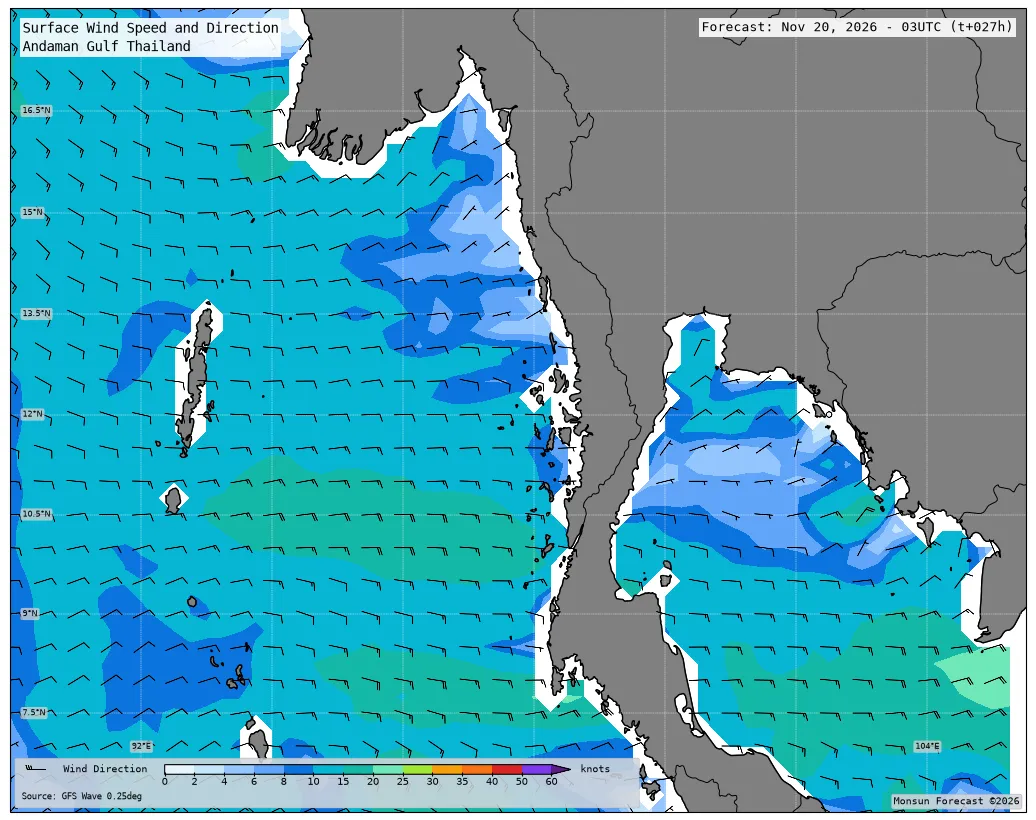 Surface Wind Speed and Direction
Andaman Gulf Thailand
Forecast: Nov 20, 2026 - 03UTC (t+027h)
16.5°N
15°N
13.5°N
12°N
10.5°N
9°N
7.5°N
92°E
104°E
Wind Direction
knots
0 2 4 6 8 10 15 20 25 30 35 40 50 60
Source: GFS Wave 0.25deg
Monsun Forecast ©2026